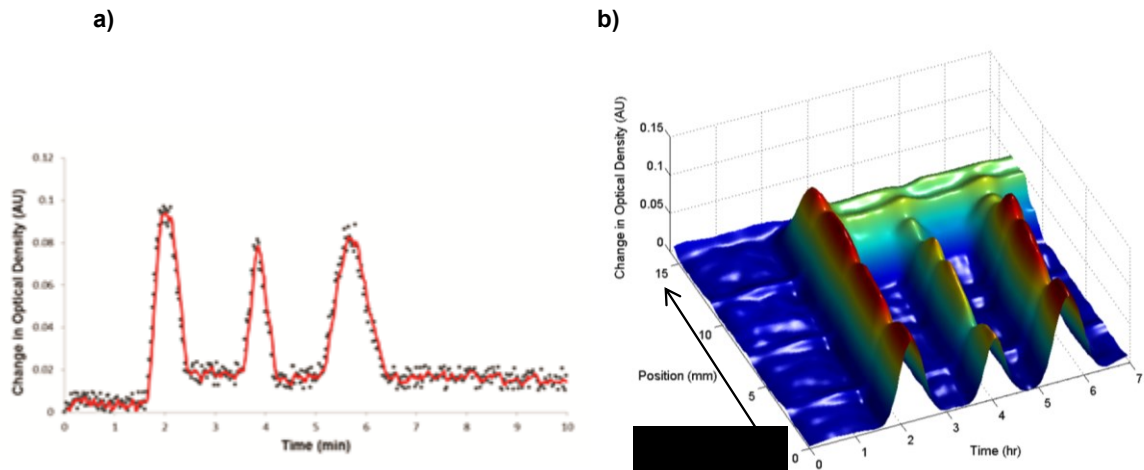 a)
b)
Change in Optical Density (AU)
0.12
0.1
0.08
0.06
0.04
0.02
0
0 1 2 3 4 5 6 7 8 9 10
Time (min)
Change in Optical Density (AU)
0.15
0.1
0.05
0
15
10
5
0
Position (mm)
0 1 2 3 4 5 6 7
Time (hr)